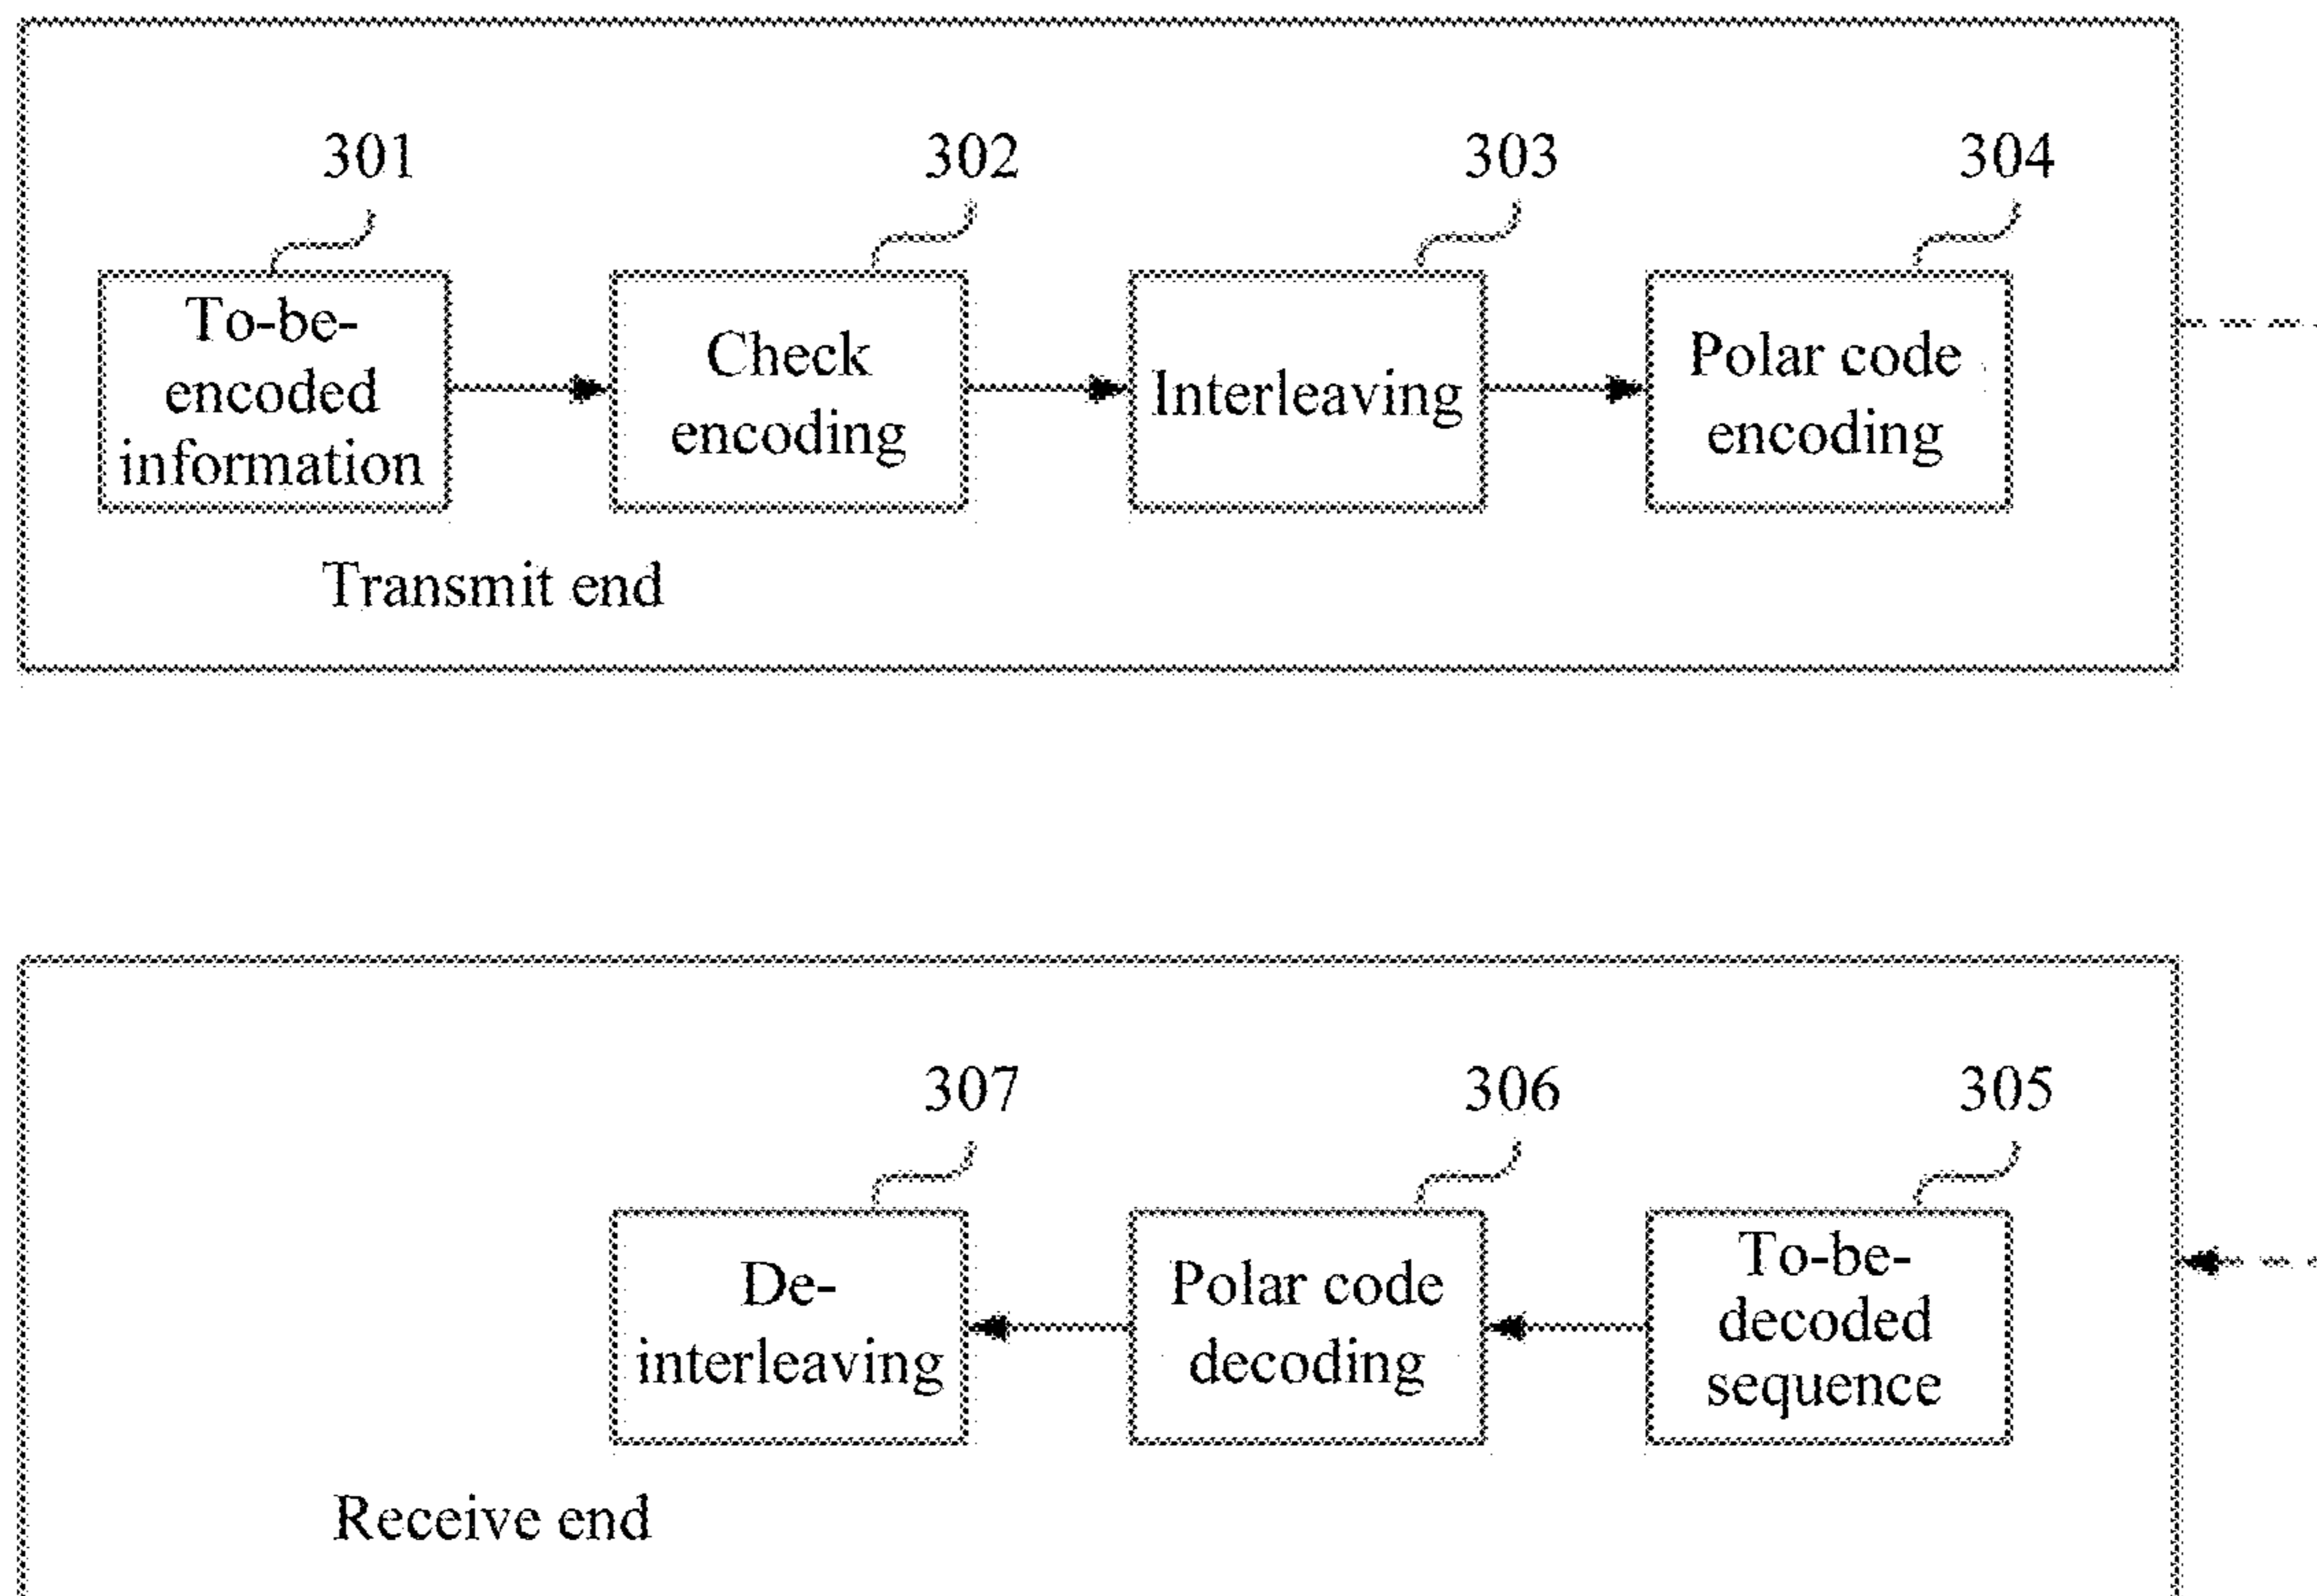 301
302
303
304
To-be-
encoded
information
Check
encoding
Interleaving
Polar code
encoding
Transmit end
307
306
305
De-
interleaving
Polar code
decoding
To-be-
decoded
sequence
Receive end